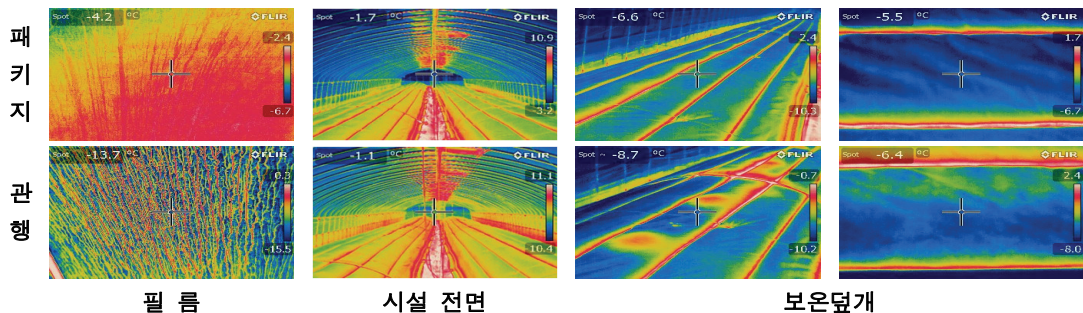 패키지
Spot -4.2 °C FLIR
-2.4
-6.7
Spot -1.7 °C FLIR
10.9
-3.2
Spot -6.6 °C FLIR
2.4
-10.3
Spot -5.5 °C FLIR
1.7
-6.7
관행
Spot -13.7 °C FLIR
0.3
-15.5
Spot -1.1 °C FLIR
11.1
10.4
Spot ~ -8.7 °C FLIR
-0.7
-10.2
Spot -6.4 °C FLIR
2.4
-8.0
필름
시설 전면
보온덮개